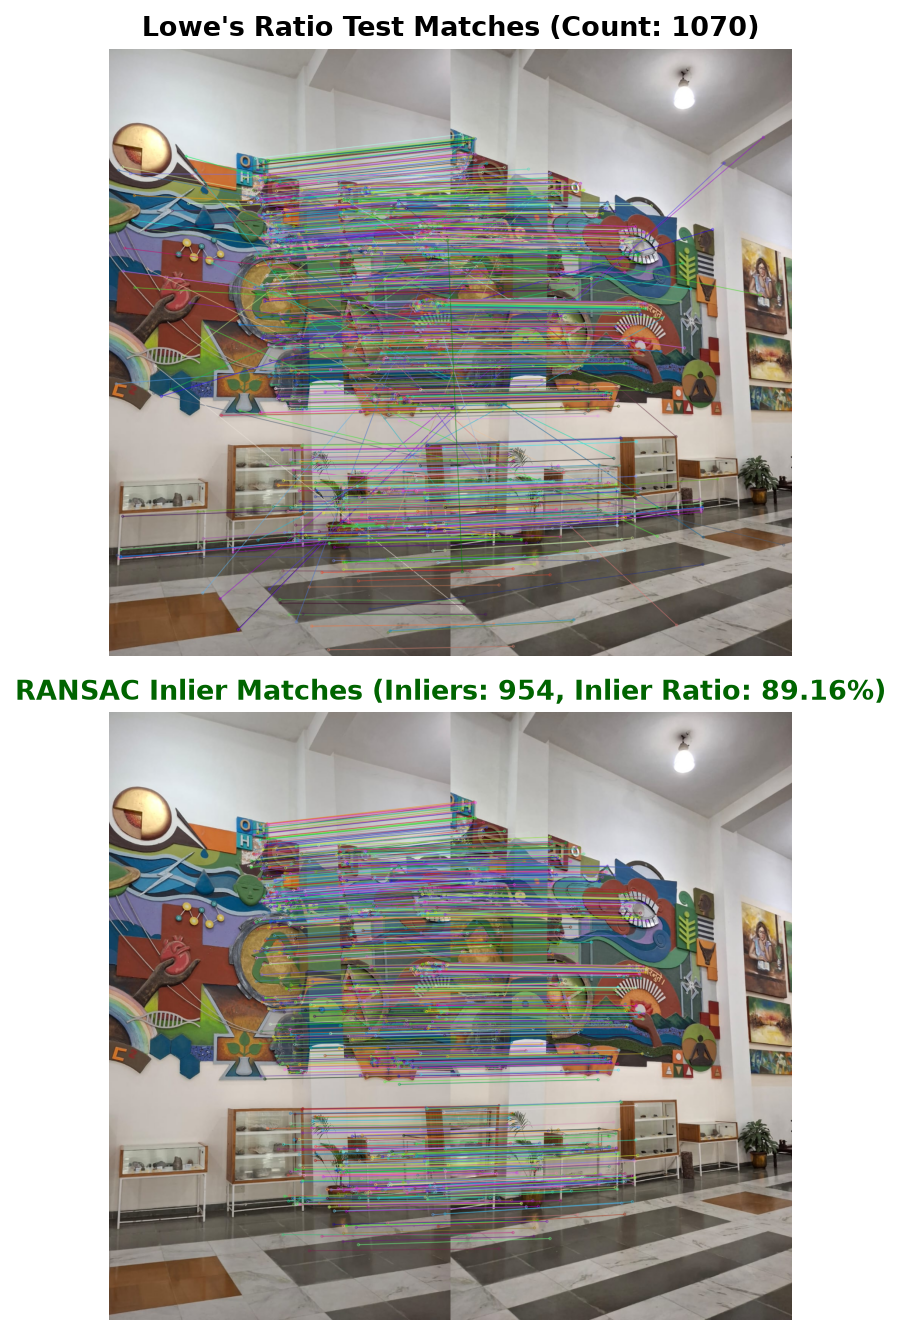 Lowe's Ratio Test Matches (Count: 1070)
O H
H
H
RANSAC Inlier Matches (Inliers: 954, Inlier Ratio: 89.16%)
O H
H
H